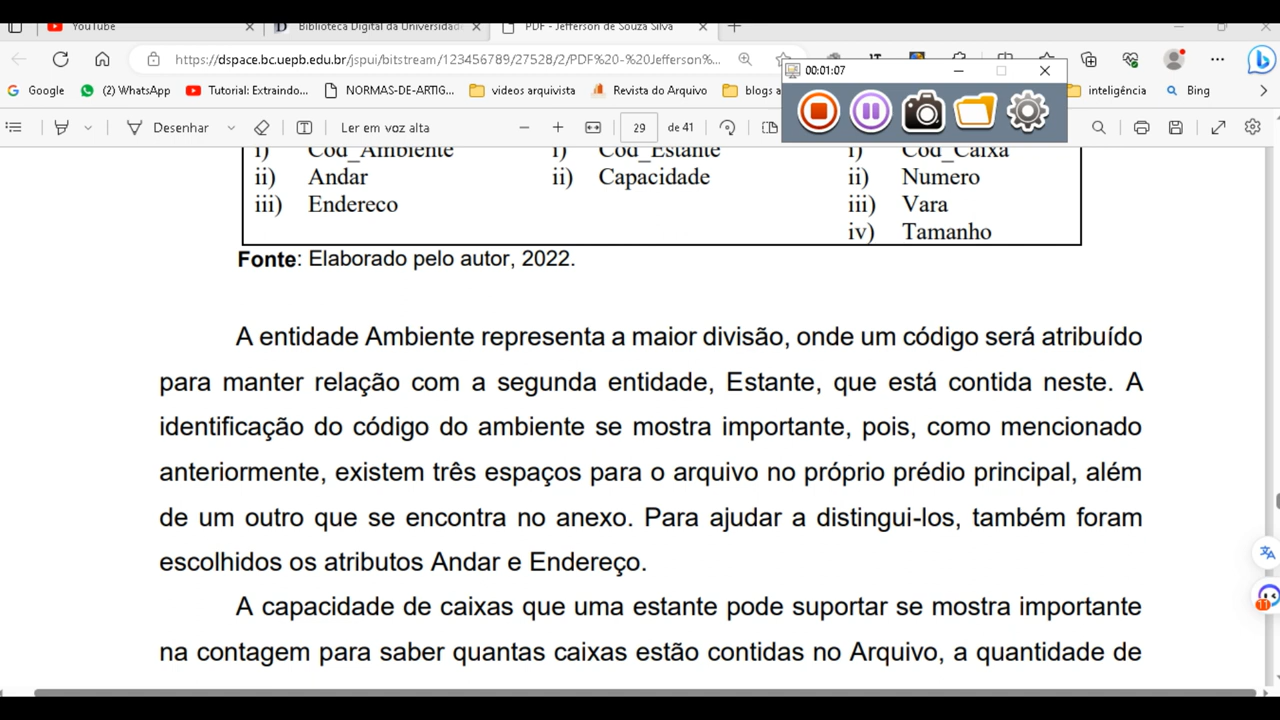 YouTube
Biblioteca Digital da Universidade
PDF - Jefferson de Souza Silva
https://dspace.bc.uepb.edu.br/jspui/bitstream/123456789/27528/2/PDF%20-%20Jefferson%...
00:01:07
Google
(2) WhatsApp
Tutorial: Extraindo...
NORMAS-DE-ARTIG...
videos arquivista
Revista do Arquivo
blogs a
inteligência
Bing
Desenhar
Ler em voz alta
29
de 41
i) Cod_Ambiente i) Cod_Estante i) Cod_Caixa
ii) Andar ii) Capacidade ii) Numero
iii) Endereco iii) Vara
iv) Tamanho
Fonte: Elaborado pelo autor, 2022.
A entidade Ambiente representa a maior divisão, onde um código será atribuído
para manter relação com a segunda entidade, Estante, que está contida neste. A
identificação do código do ambiente se mostra importante, pois, como mencionado
anteriormente, existem três espaços para o arquivo no próprio prédio principal, além
de um outro que se encontra no anexo. Para ajudar a distingui-los, também foram
escolhidos os atributos Andar e Endereço.
A capacidade de caixas que uma estante pode suportar se mostra importante
na contagem para saber quantas caixas estão contidas no Arquivo, a quantidade de
11